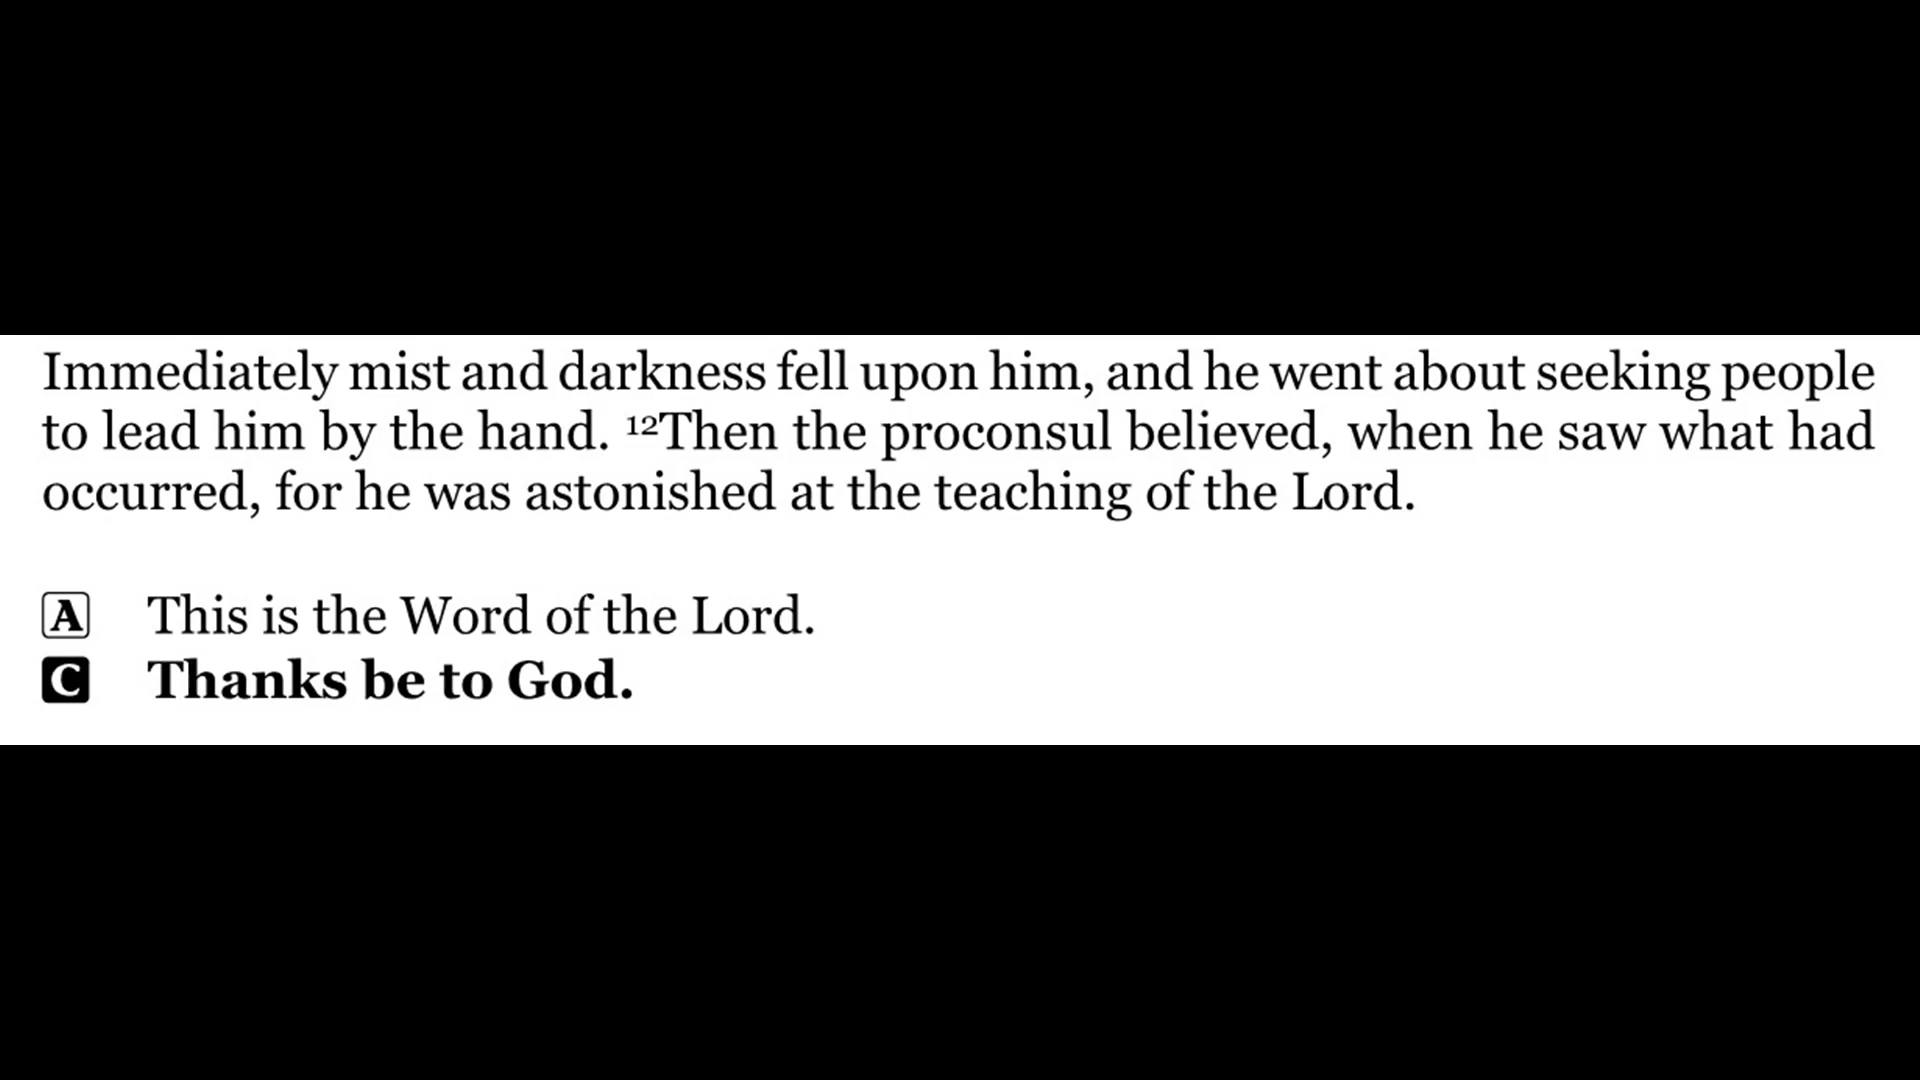 Immediately mist and darkness fell upon him, and he went about seeking people
to lead him by the hand. ¹²Then the proconsul believed, when he saw what had
occurred, for he was astonished at the teaching of the Lord.
A This is the Word of the Lord.
C Thanks be to God.